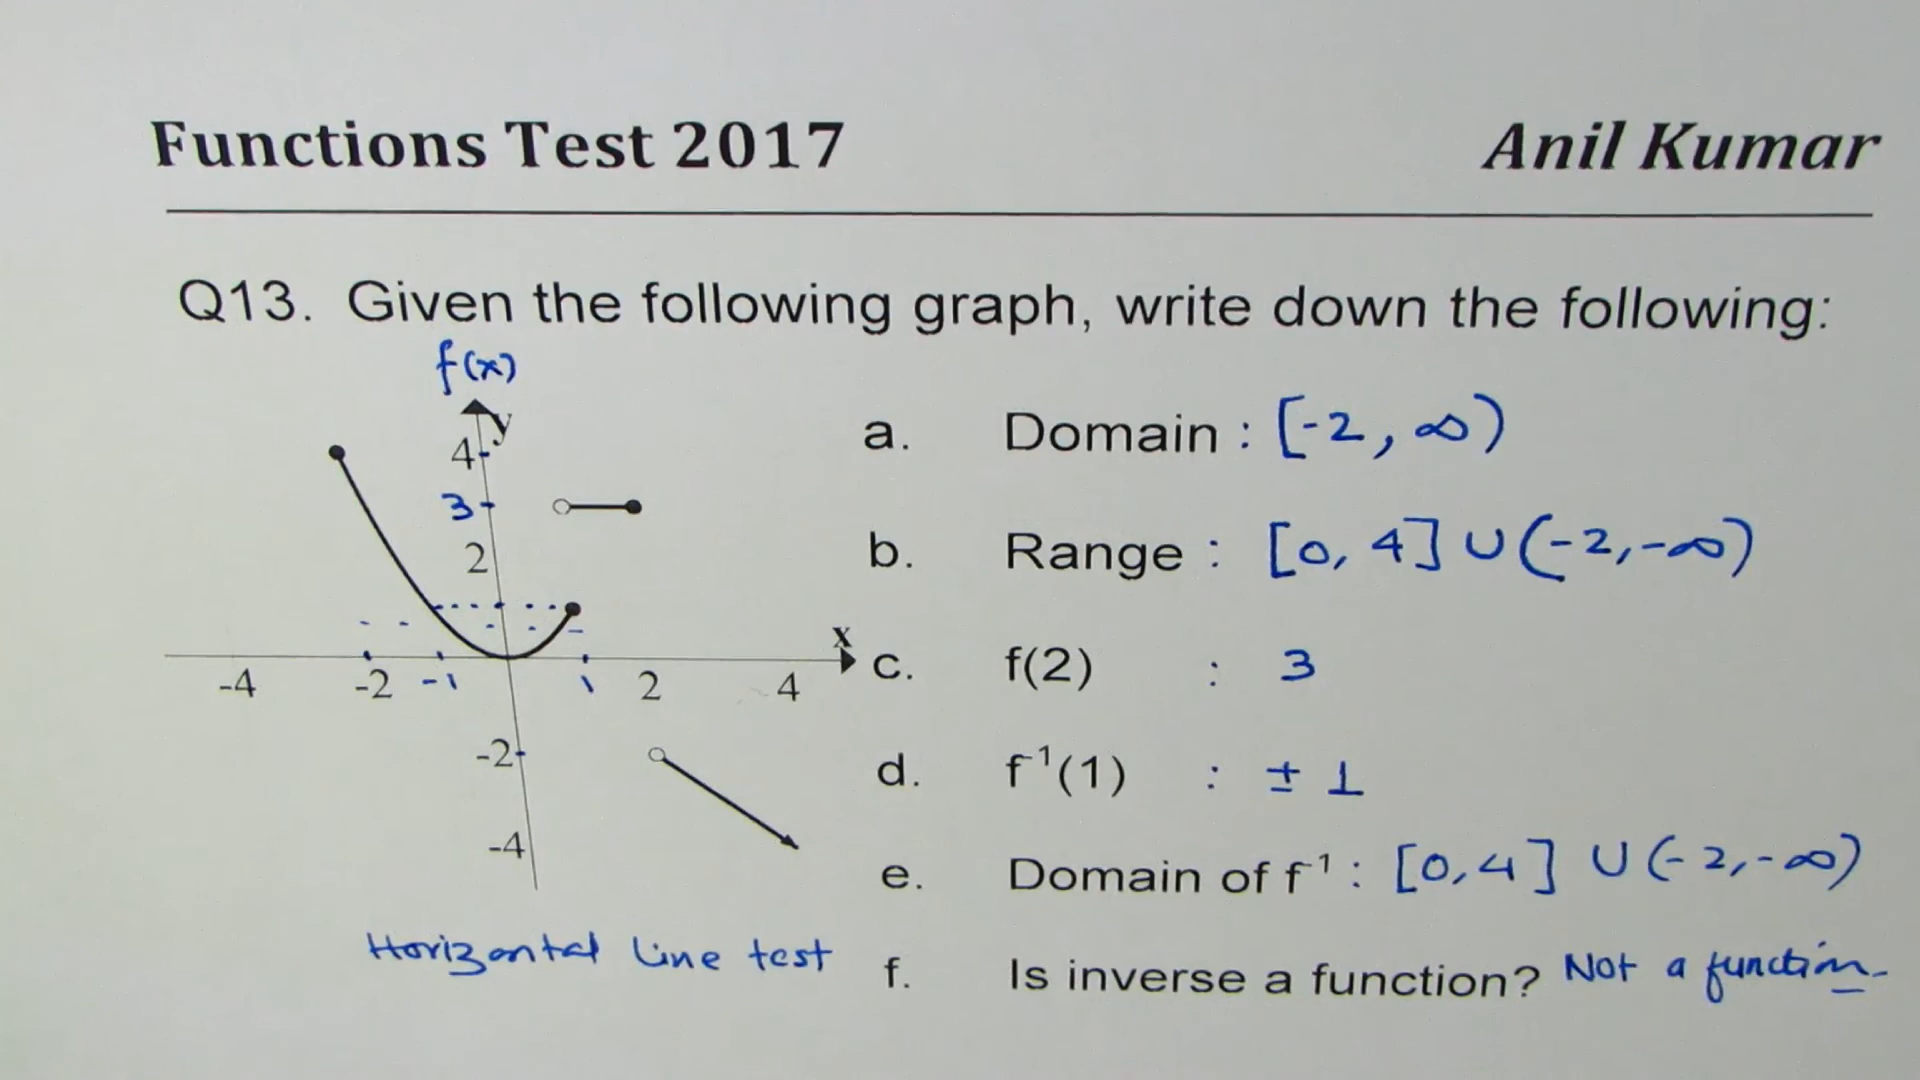 Functions Test 2017 Anil Kumar
Q13. Given the following graph, write down the following:
f(x)
y
4
3
2
x
-4 -2 -1 1 2 4
-2
-4
a. Domain : [-2, ∞)
b. Range : [0, 4] ∪ (-2, -∞)
c. f(2) : 3
d. f⁻¹(1) : ± 1
e. Domain of f⁻¹ : [0, 4] ∪ (-2, -∞)
Horizontal Line test
f. Is inverse a function? Not a function